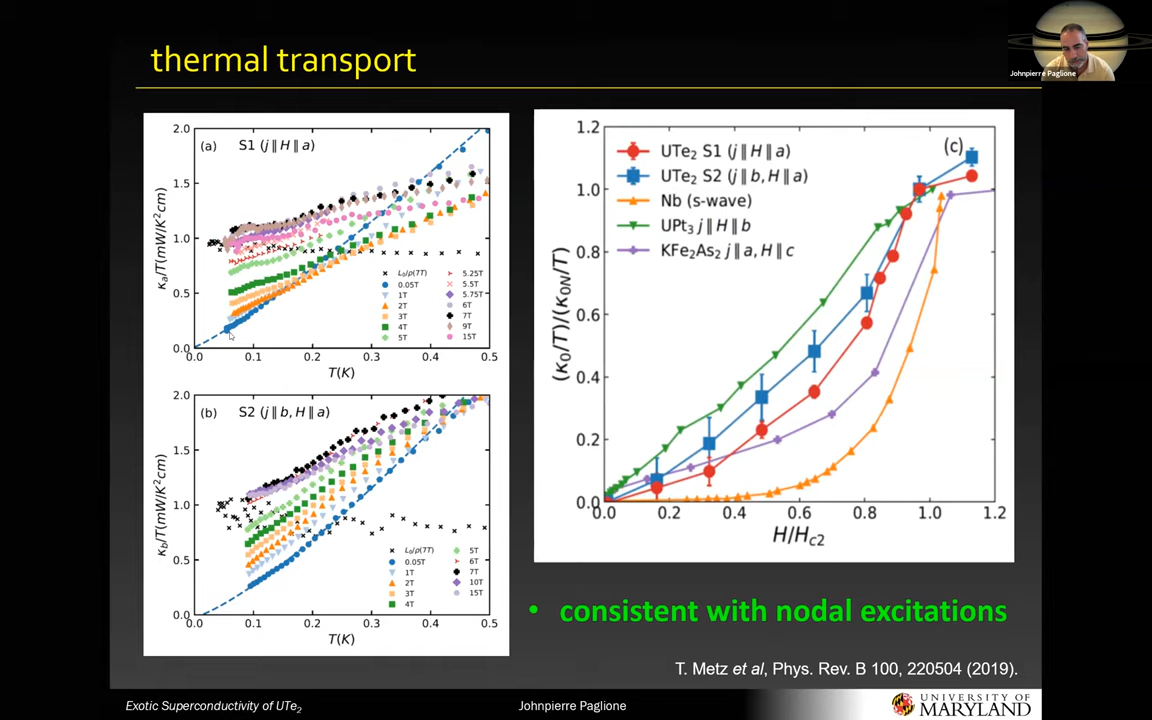 thermal transport
Johnpierre Paglione
(a) S1 (j ∥ H ∥ a)
κa/T(mW/K²cm)
2.0
1.5
1.0
0.5
0.0
0.0 0.1 0.2 0.3 0.4 0.5
T(K)
L₀/ρ(7T)
0.05T
1T
2T
3T
4T
5T
5.25T
5.5T
5.75T
6T
7T
9T
15T
(b) S2 (j ∥ b, H ∥ a)
κb/T(mW/K²cm)
2.0
1.5
1.0
0.5
0.0
0.0 0.1 0.2 0.3 0.4 0.5
T(K)
L₀/ρ(7T)
0.05T
1T
2T
3T
4T
5T
6T
7T
10T
15T
(c)
UTe₂ S1 (j ∥ H ∥ a)
UTe₂ S2 (j ∥ b, H ∥ a)
Nb (s-wave)
UPt₃ j ∥ H ∥ b
KFe₂As₂ j ∥ a, H ∥ c
(κ₀/T)/(κ₀N/T)
1.2
1.0
0.8
0.6
0.4
0.2
0.0
0.0 0.2 0.4 0.6 0.8 1.0 1.2
H/Hc2
• consistent with nodal excitations
T. Metz et al, Phys. Rev. B 100, 220504 (2019).
Exotic Superconductivity of UTe₂
Johnpierre Paglione
UNIVERSITY OF
MARYLAND